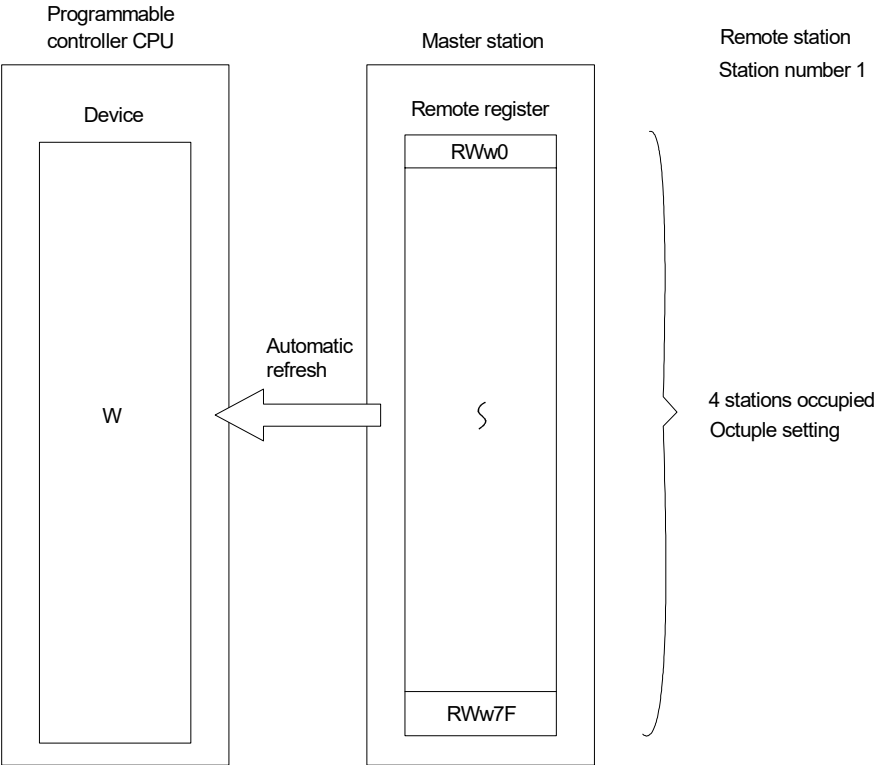 Programmable
controller CPU
Master station
Remote station
Station number 1
Device
Remote register
RWw0
Automatic
refresh
W
4 stations occupied
Octuple setting
RWw7F